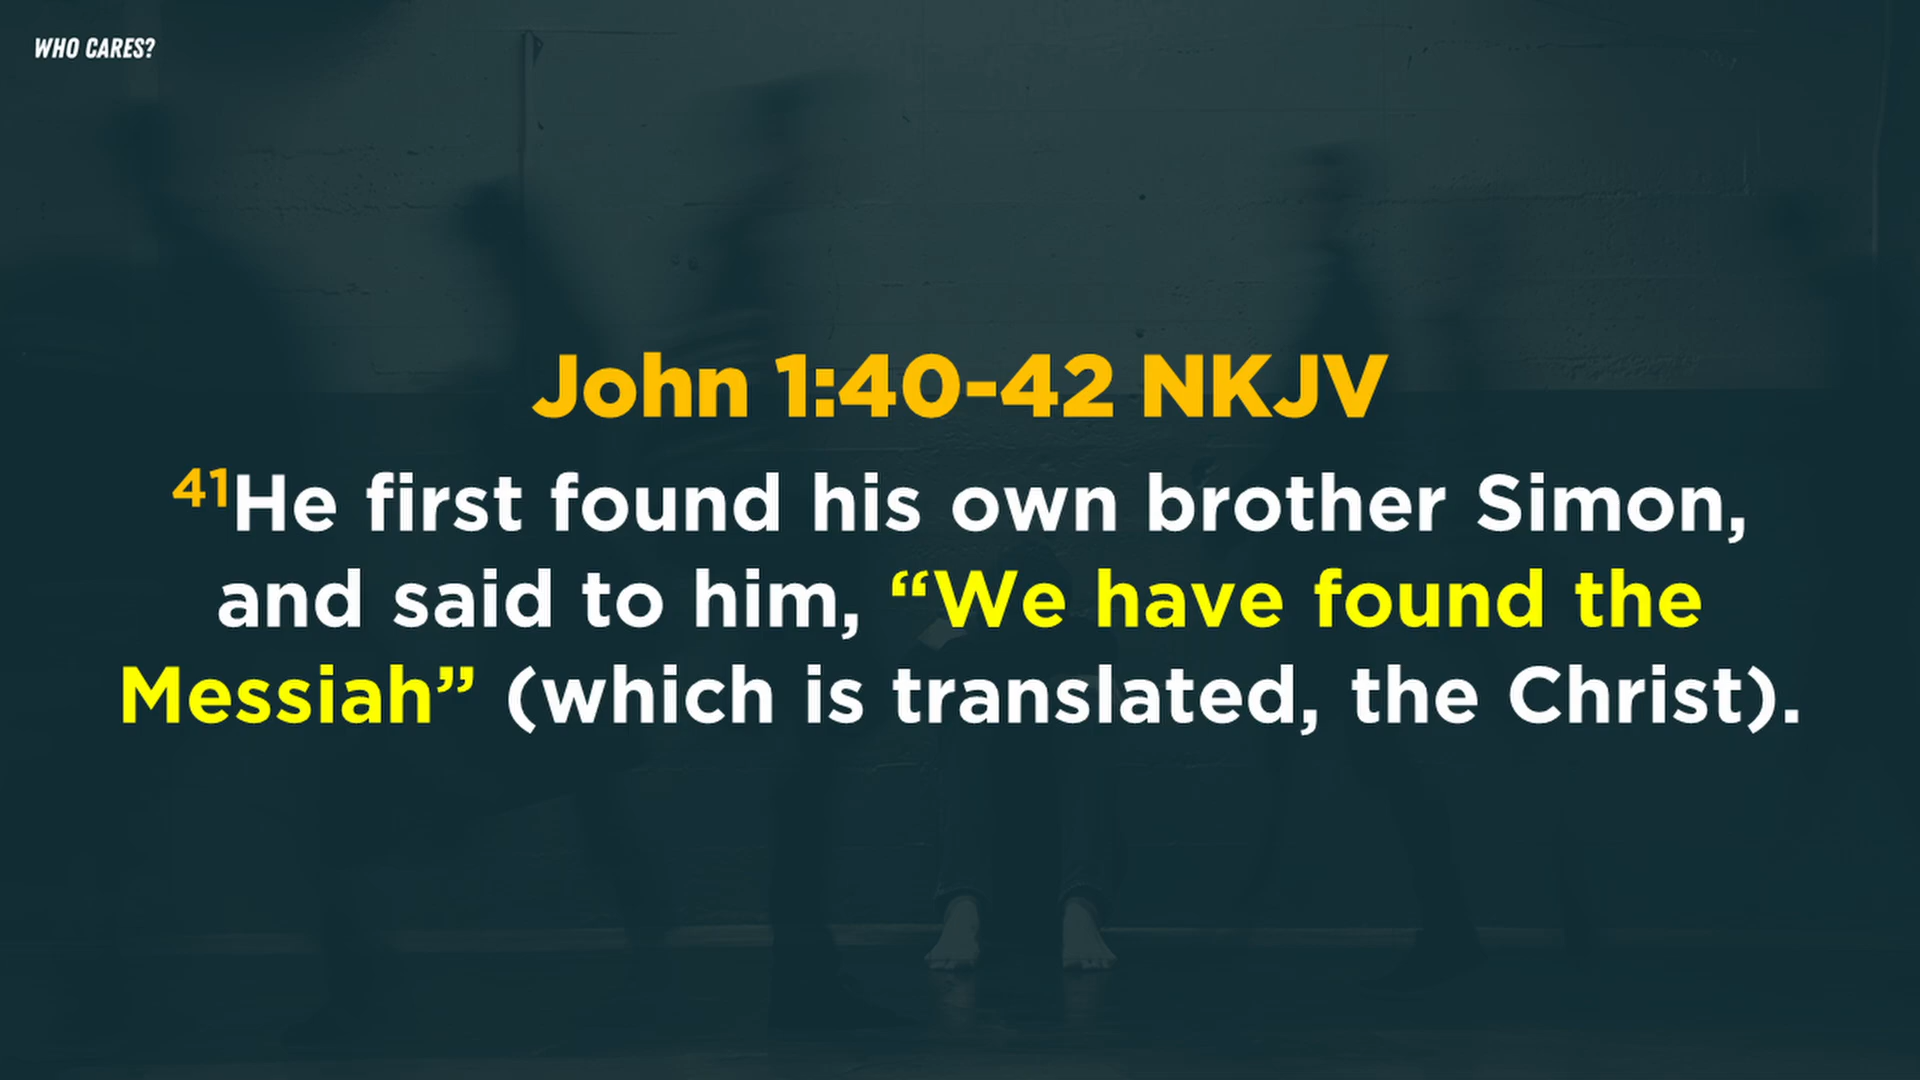 WHO CARES?
John 1:40-42 NKJV
41He first found his own brother Simon,
and said to him, “We have found the
Messiah” (which is translated, the Christ).